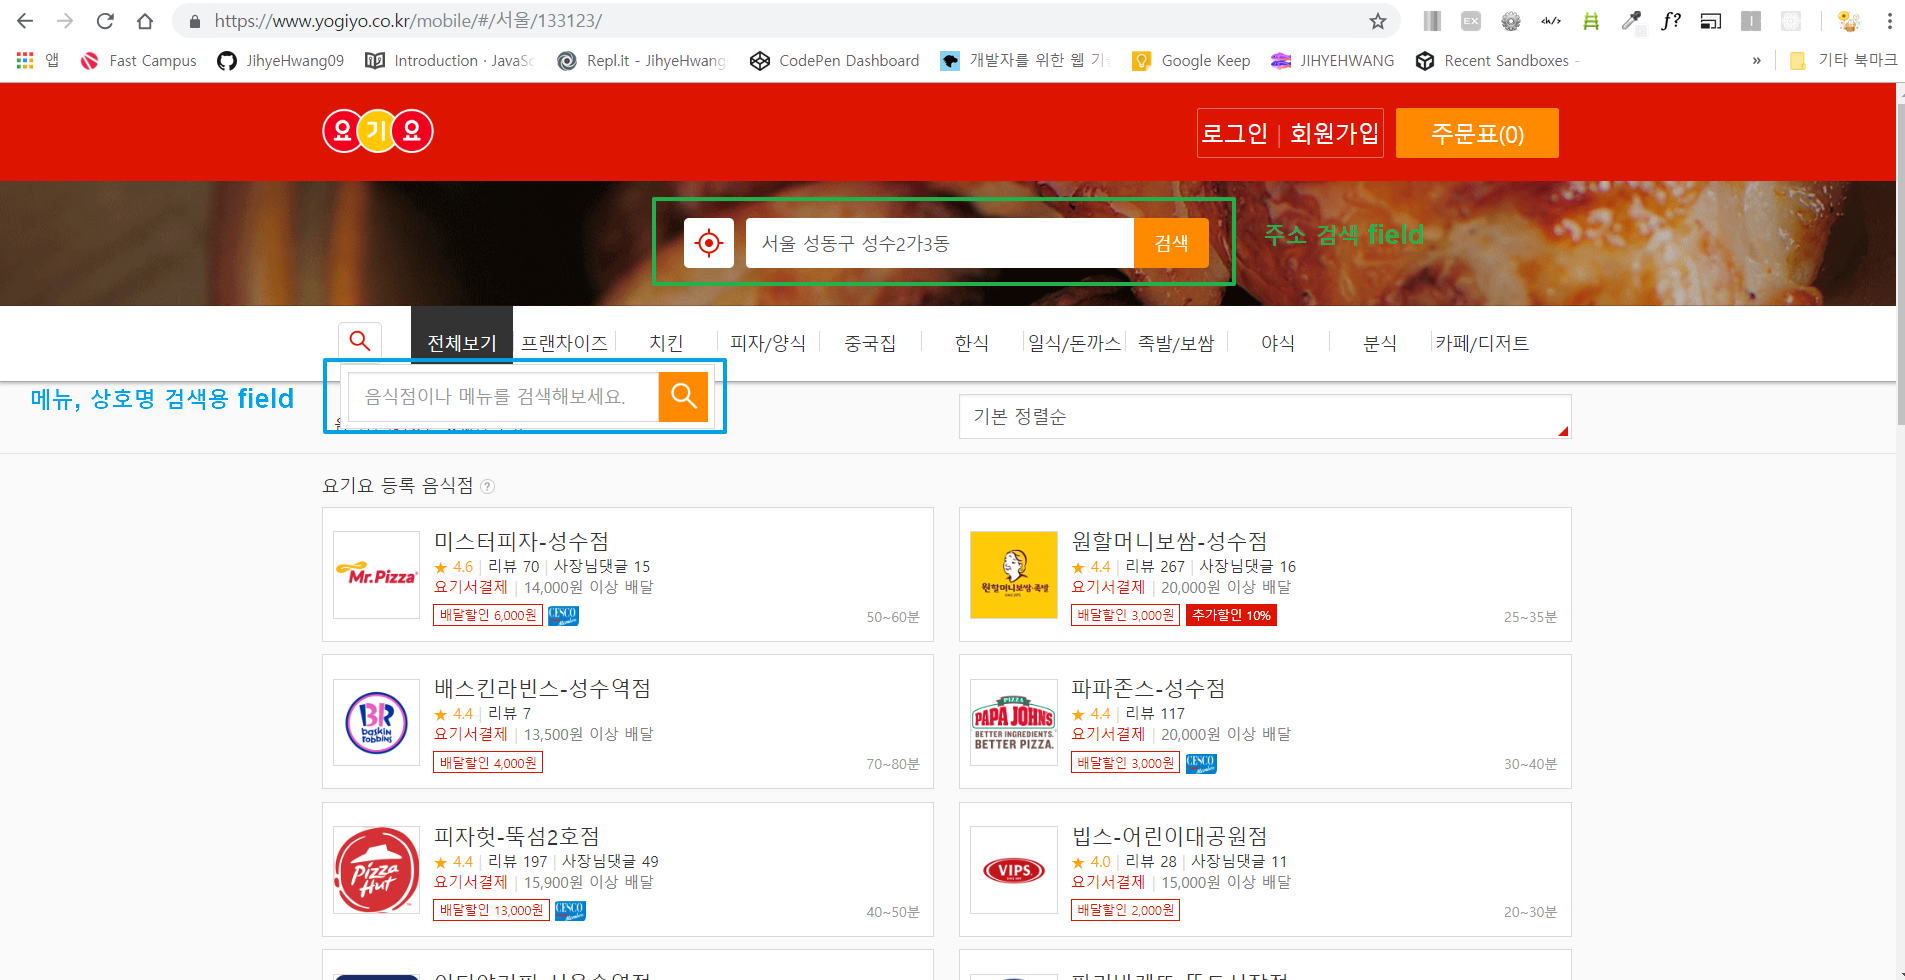 https://www.yogiyo.co.kr/mobile/#/서울/133123/
앱 Fast Campus JihyeHwang09 Introduction · JavaSc Repl.it - JihyeHwang CodePen Dashboard 개발자를 위한 웹 기 Google Keep JIHYEHWANG Recent Sandboxes - » 기타 북마크
요기요
로그인 | 회원가입 주문표(0)
서울 성동구 성수2가3동 검색
주소 검색 field
전체보기 프랜차이즈 치킨 피자/양식 중국집 한식 일식/돈까스 족발/보쌈 야식 분식 카페/디저트
메뉴, 상호명 검색용 field
음식점이나 메뉴를 검색해보세요.
기본 정렬순
요기요 등록 음식점 ?
Mr.Pizza
미스터피자-성수점
★ 4.6 | 리뷰 70 | 사장님댓글 15
요기서결제 | 14,000원 이상 배달
배달할인 6,000원 CESCO Members
50~60분
원할머니보쌈·족발
원할머니보쌈-성수점
★ 4.4 | 리뷰 267 | 사장님댓글 16
요기서결제 | 20,000원 이상 배달
배달할인 3,000원 추가할인 10%
25~35분
BR baskin robbins
배스킨라빈스-성수역점
★ 4.4 | 리뷰 7
요기서결제 | 13,500원 이상 배달
배달할인 4,000원
70~80분
PIZZA
PAPA JOHNS
BETTER INGREDIENTS.
BETTER PIZZA.
파파존스-성수점
★ 4.4 | 리뷰 117
요기서결제 | 20,000원 이상 배달
배달할인 3,000원 CESCO Members
30~40분
Pizza Hut
피자헛-뚝섬2호점
★ 4.4 | 리뷰 197 | 사장님댓글 49
요기서결제 | 15,900원 이상 배달
배달할인 13,000원 CESCO Members
40~50분
VIPS
빕스-어린이대공원점
★ 4.0 | 리뷰 28 | 사장님댓글 11
요기서결제 | 15,000원 이상 배달
배달할인 2,000원
20~30분